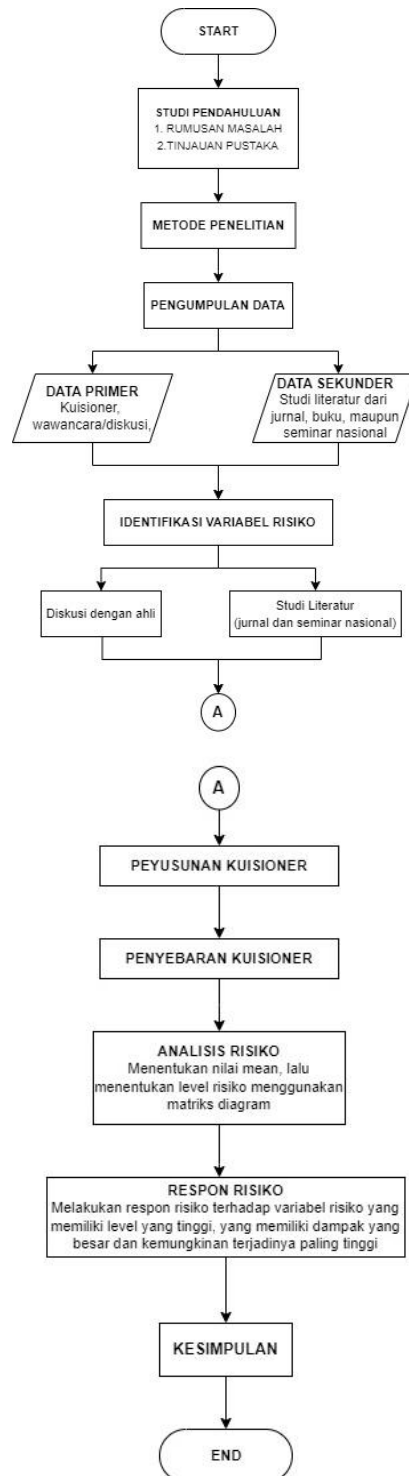 START
STUDI PENDAHULUAN
1. RUMUSAN MASALAH
2.TINJAUAN PUSTAKA
METODE PENELITIAN
PENGUMPULAN DATA
DATA PRIMER
Kuisioner,
wawancara/diskusi,
DATA SEKUNDER
Studi literatur dari
jurnal, buku, maupun
seminar nasional
IDENTIFIKASI VARIABEL RISIKO
Diskusi dengan ahli
Studi Literatur
(jurnal dan seminar nasional)
A
A
PEYUSUNAN KUISIONER
PENYEBARAN KUISIONER
ANALISIS RISIKO
Menentukan nilai mean, lalu
menentukan level risiko menggunakan
matriks diagram
RESPON RISIKO
Melakukan respon risiko terhadap variabel risiko yang
memiliki level yang tinggi, yang memiliki dampak yang
besar dan kemungkinan terjadinya paling tinggi
KESIMPULAN
END